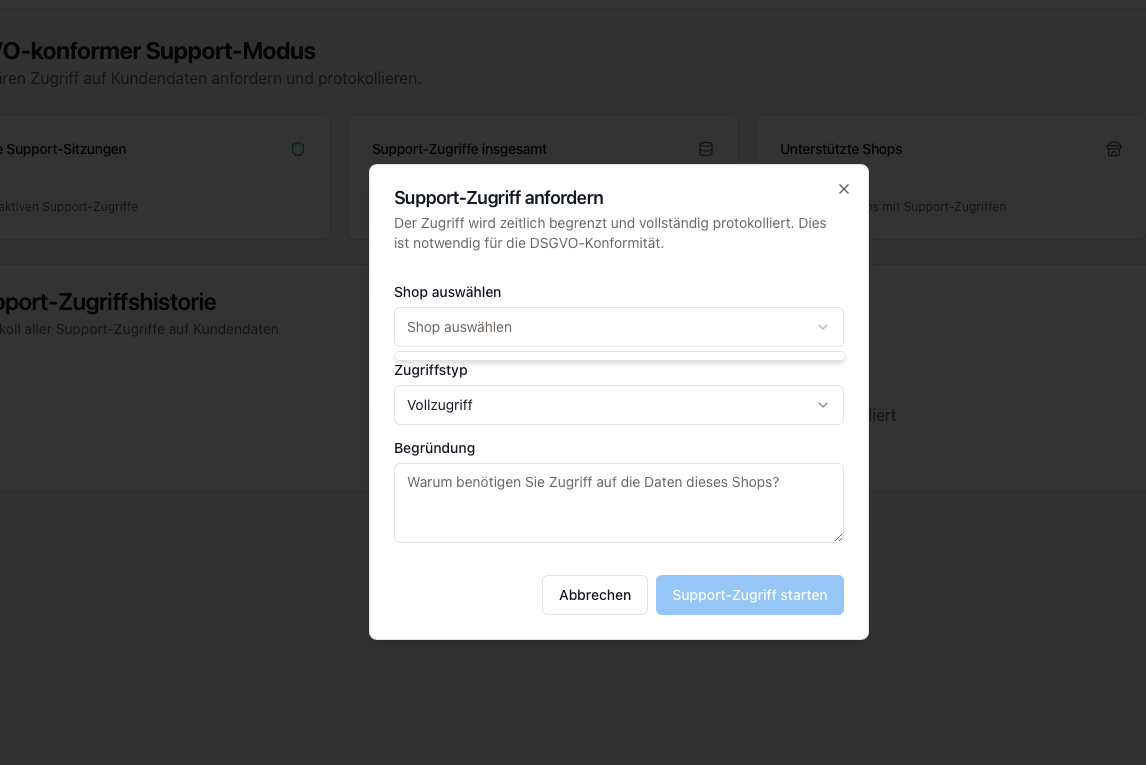 VO-konformer Support-Modus
ären Zugriff auf Kundendaten anfordern und protokollieren.
e Support-Sitzungen
Support-Zugriffe insgesamt
Unterstützte Shops
aktiven Support-Zugriffe
os mit Support-Zugriffen
Support-Zugriff anfordern
Der Zugriff wird zeitlich begrenzt und vollständig protokolliert. Dies
ist notwendig für die DSGVO-Konformität.
pport-Zugriffshistorie
koll aller Support-Zugriffe auf Kundendaten
Shop auswählen
Shop auswählen
Zugriffstyp
Vollzugriff
liert
Begründung
Warum benötigen Sie Zugriff auf die Daten dieses Shops?
Abbrechen
Support-Zugriff starten